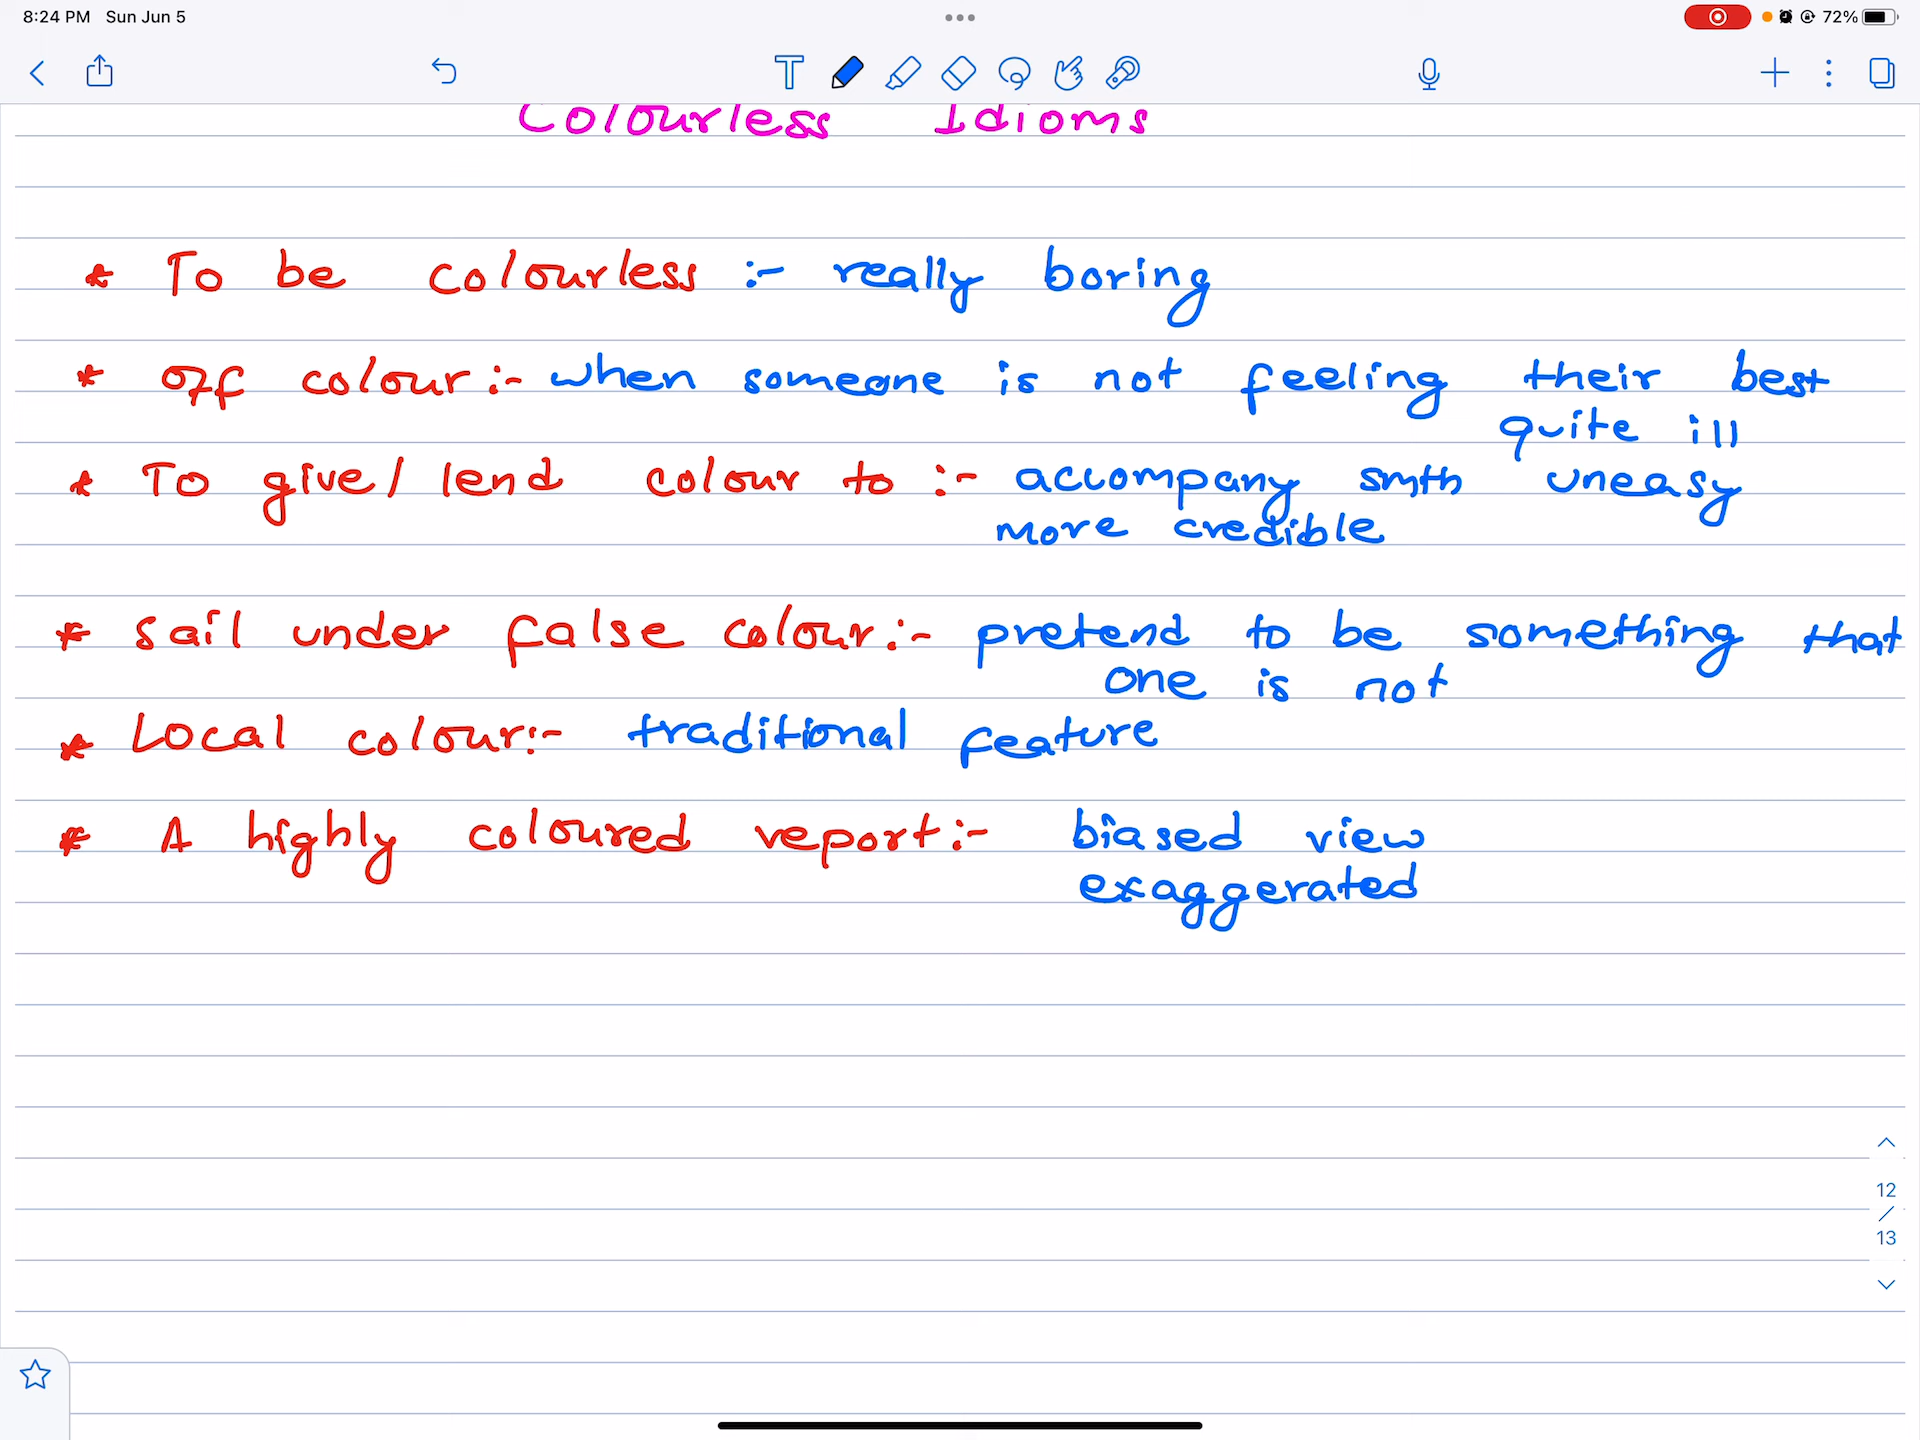 8:24 PM Sun Jun 5
72%
Colourless Idioms
* To be colourless :- really boring
* off colour :- when someone is not feeling their best
quite ill
* To give / lend colour to :- accompany smth uneasy
more credible
* Sail under false colour :- pretend to be something that
one is not
* Local colour :- traditional feature
* A highly coloured report :- biased view
exaggerated
12
/
13